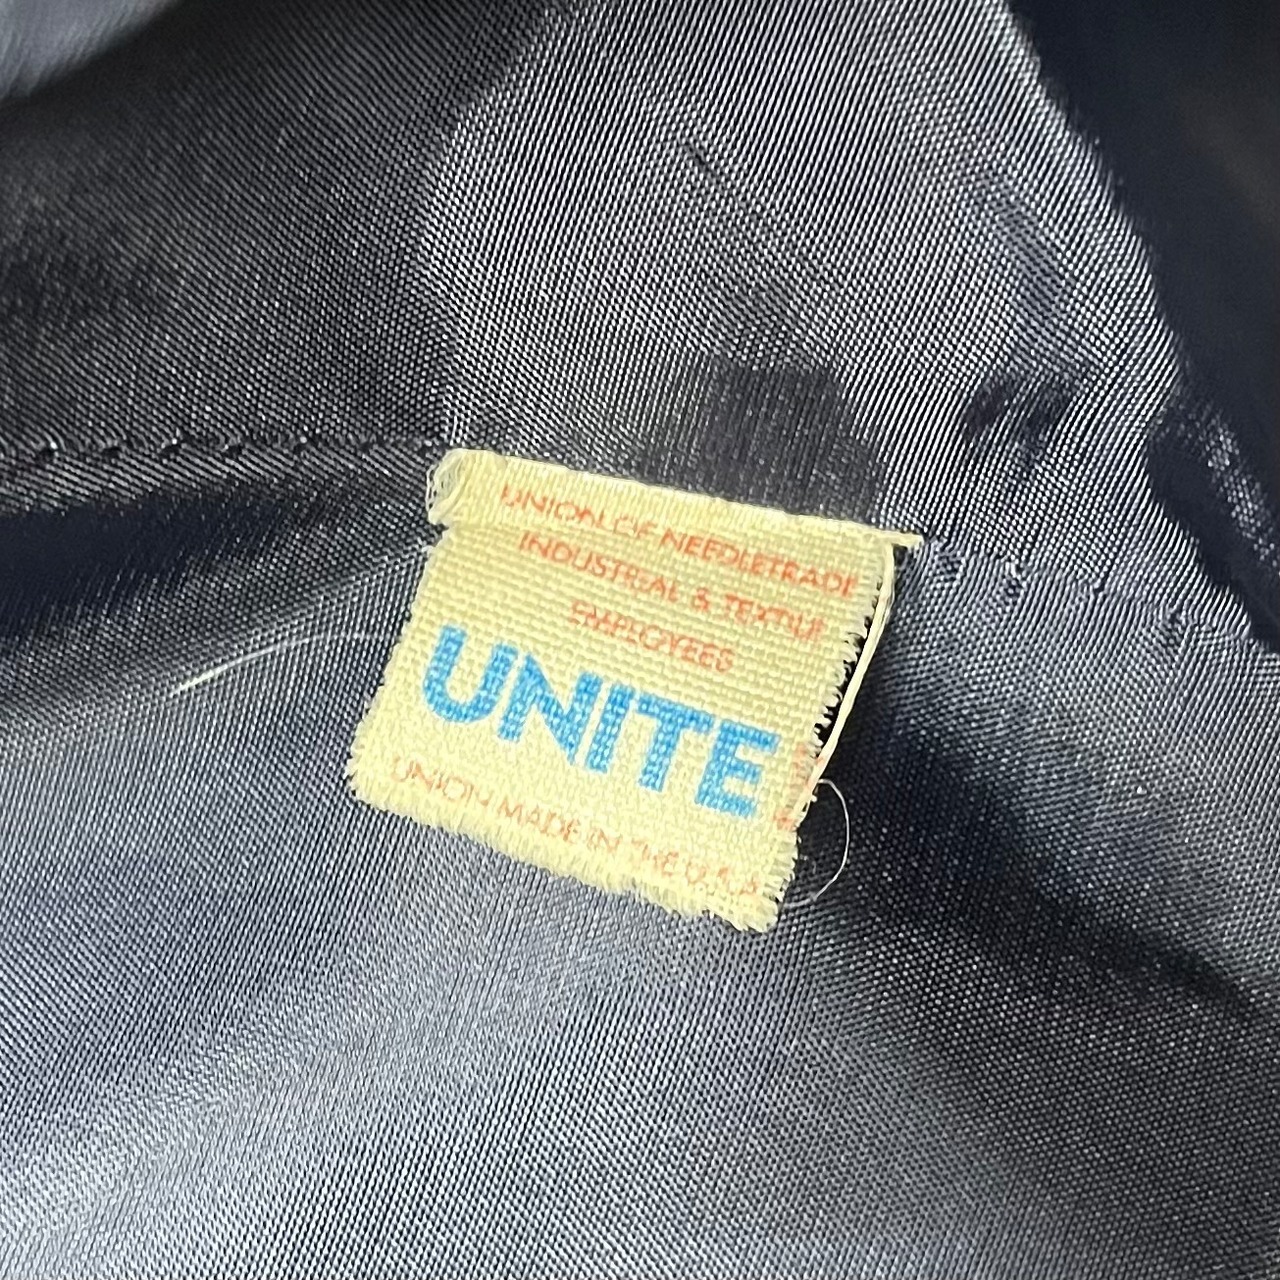 UNION OF NEEDLETRADE
INDUSTRIAL & TEXTILE
EMPLOYEES
UNITE
UNION MADE IN THE U.S.A